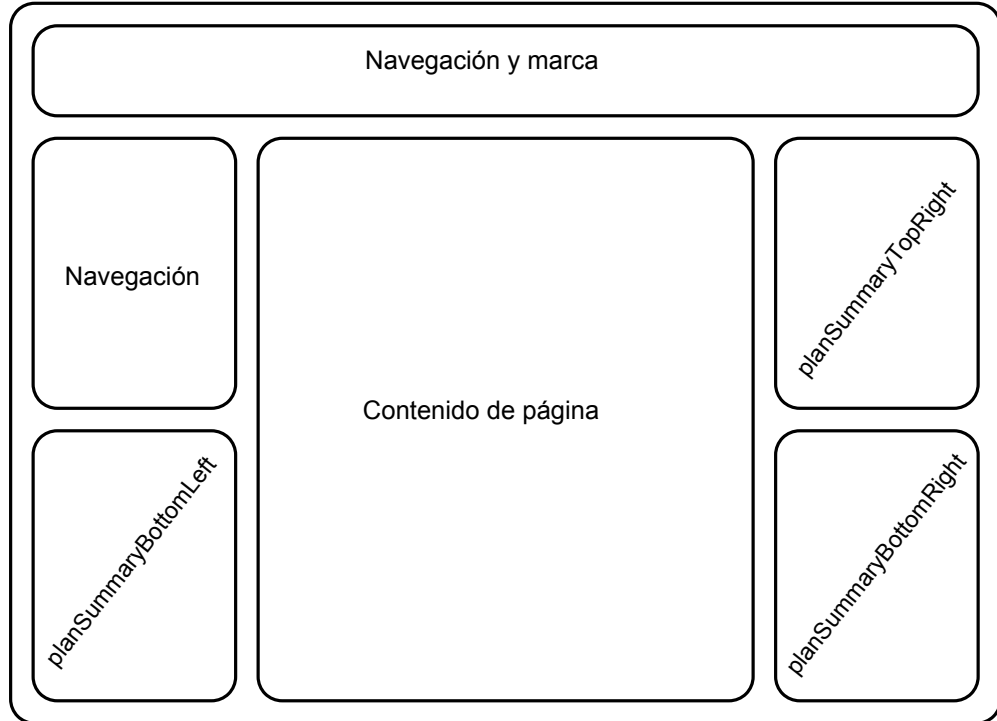 Navegación y marca
Navegación
planSummaryTopRight
Contenido de página
planSummaryBottomLeft
planSummaryBottomRight